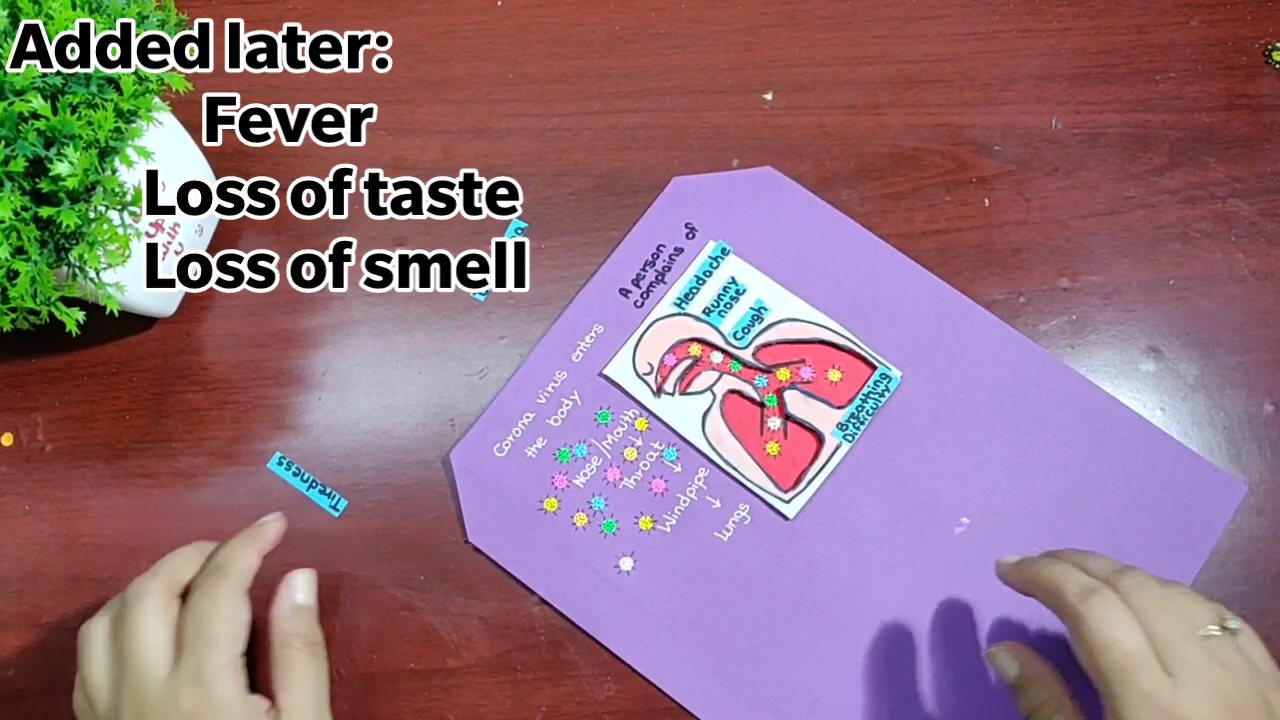 Added later:
Fever
Loss of taste
Loss of smell
A person
complains of
Headache
Runny
nose
Cough
Breathing
Difficulty
Corona virus enters
the body
Nose/Mouth
↓
Throat
↓
Windpipe
↓
Lungs
Tiredness